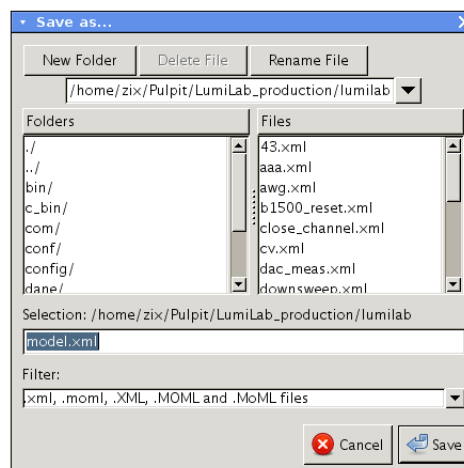 Save as...
New Folder Delete File Rename File
/home/zix/Pulpit/LumiLab_production/lumilab
Folders
./
../
bin/
c_bin/
com/
conf/
config/
dane/
Files
43.xml
aaa.xml
awg.xml
b1500_reset.xml
close_channel.xml
cv.xml
dac_meas.xml
downsweep.xml
Selection: /home/zix/Pulpit/LumiLab_production/lumilab
model.xml
Filter:
.xml, .moml, .XML, .MOML and .MoML files
Cancel Save